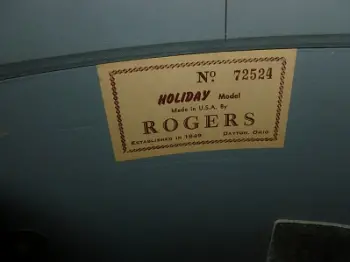 Nº 72524
HOLIDAY Model
Made in U.S.A. By
ROGERS
ESTABLISHED IN 1849 DAYTON, OHIO